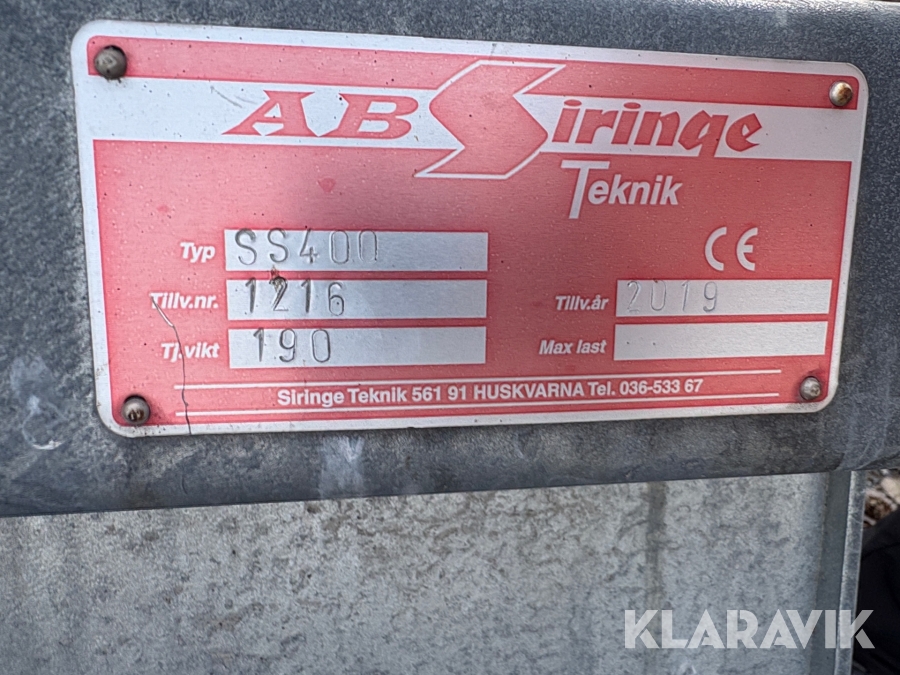 AB Siringe
Teknik
Typ SS400
CE
Tillv.nr. 1216
Tillv.år 2019
Tj.vikt 190
Max last
Siringe Teknik 561 91 HUSKVARNA Tel. 036-533 67
KLARAVIK